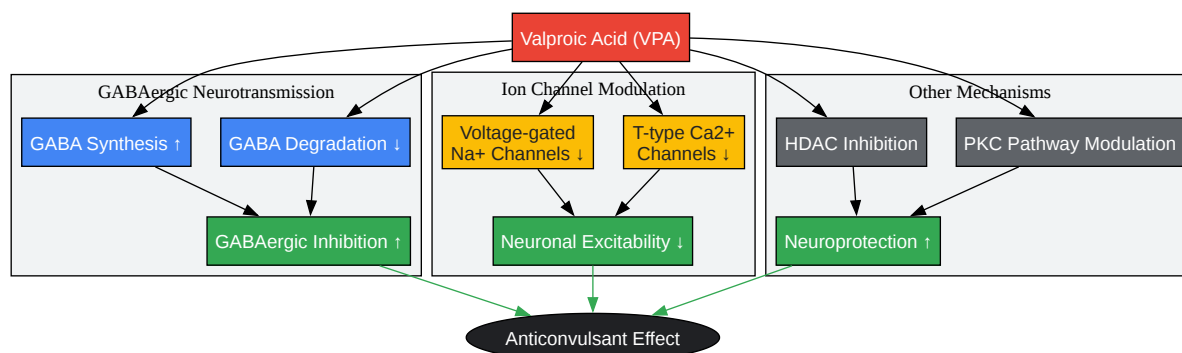 Valproic Acid (VPA)
GABAergic Neurotransmission
Ion Channel Modulation
Other Mechanisms
GABA Synthesis ↑
GABA Degradation ↓
Voltage-gated
Na+ Channels ↓
T-type Ca2+
Channels ↓
HDAC Inhibition
PKC Pathway Modulation
GABAergic Inhibition ↑
Neuronal Excitability ↓
Neuroprotection ↑
Anticonvulsant Effect